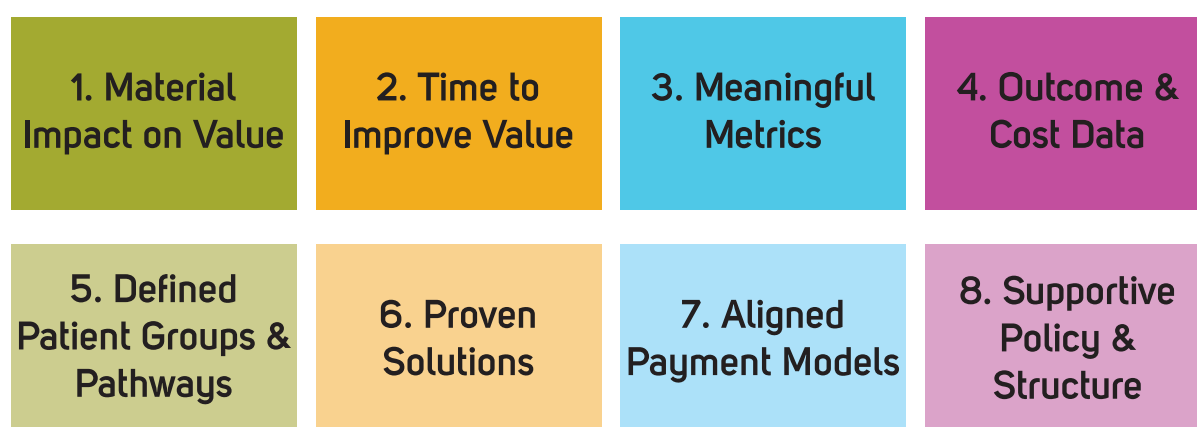 1. Material
Impact on Value
2. Time to
Improve Value
3. Meaningful
Metrics
4. Outcome &
Cost Data
5. Defined
Patient Groups &
Pathways
6. Proven
Solutions
7. Aligned
Payment Models
8. Supportive
Policy &
Structure